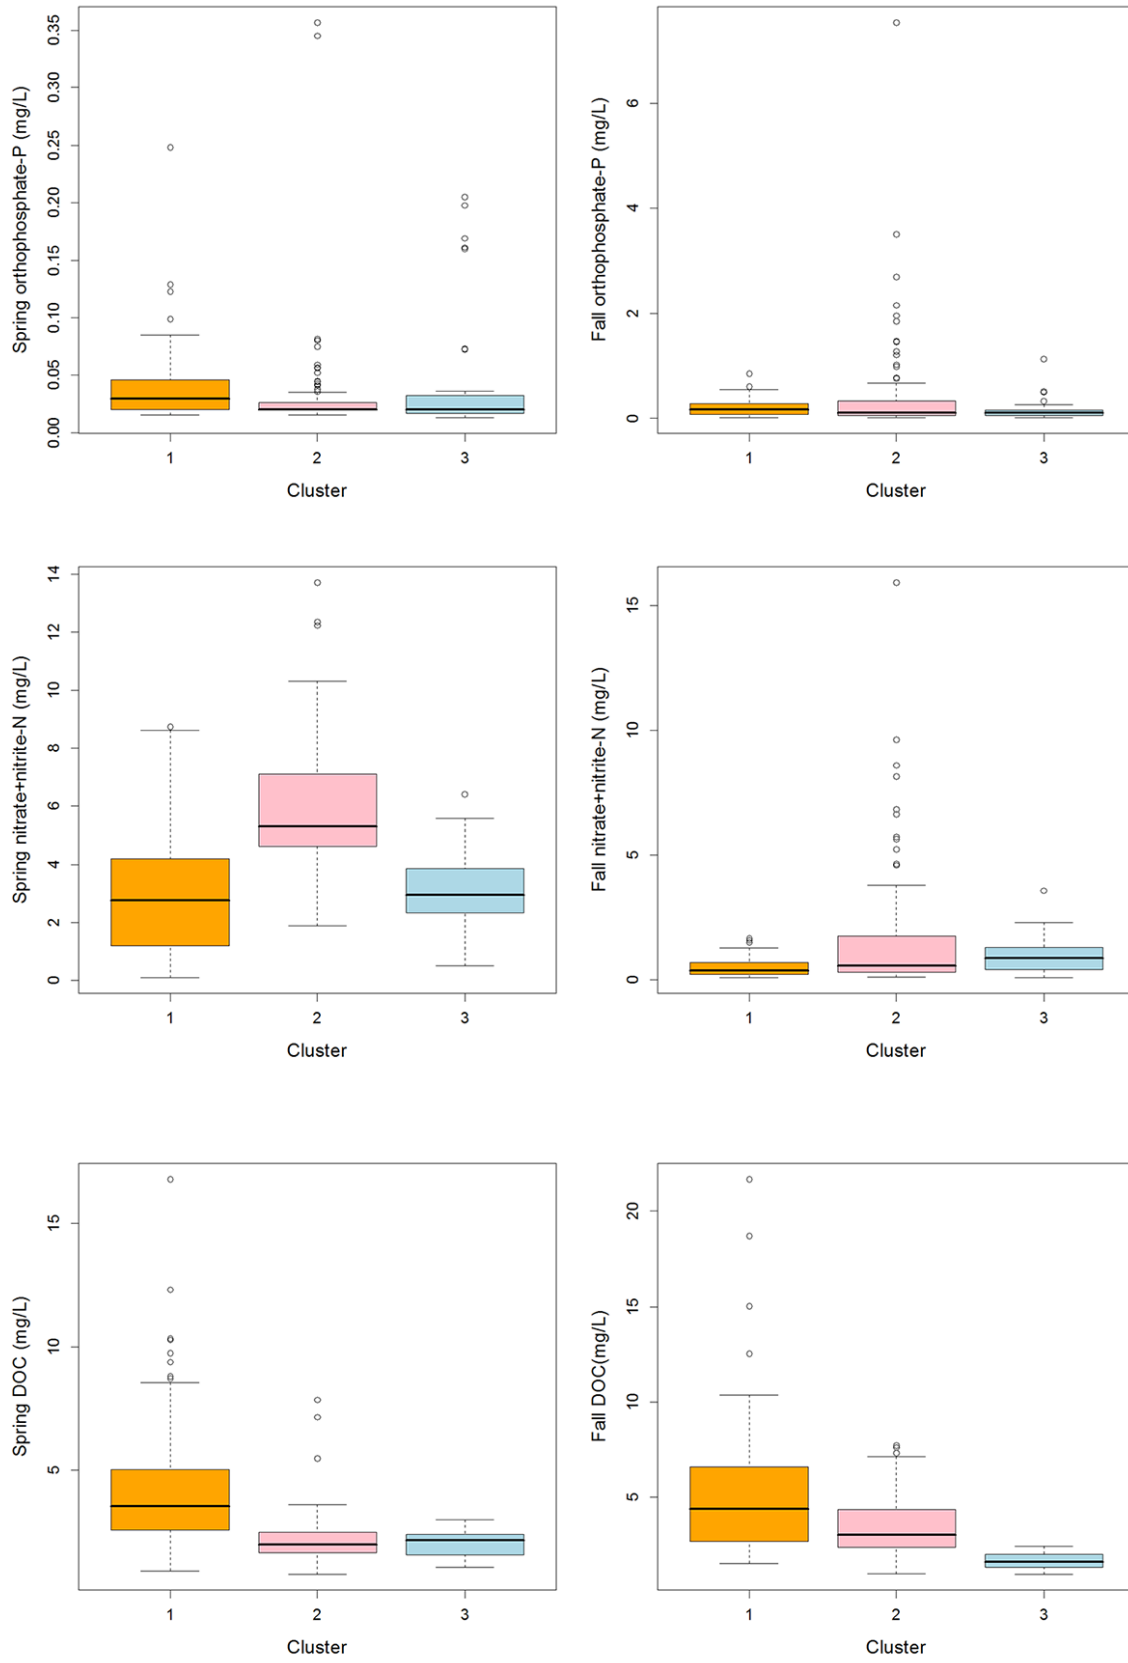 Spring orthophosphate-P (mg/L)
0.35
0.30
0.25
0.20
0.15
0.10
0.05
0.00
1 2 3
Cluster
Fall orthophosphate-P (mg/L)
6
4
2
0
1 2 3
Cluster
Spring nitrate+nitrite-N (mg/L)
14
12
10
8
6
4
2
0
1 2 3
Cluster
Fall nitrate+nitrite-N (mg/L)
15
10
5
0
1 2 3
Cluster
Spring DOC (mg/L)
15
10
5
1 2 3
Cluster
Fall DOC(mg/L)
20
15
10
5
1 2 3
Cluster